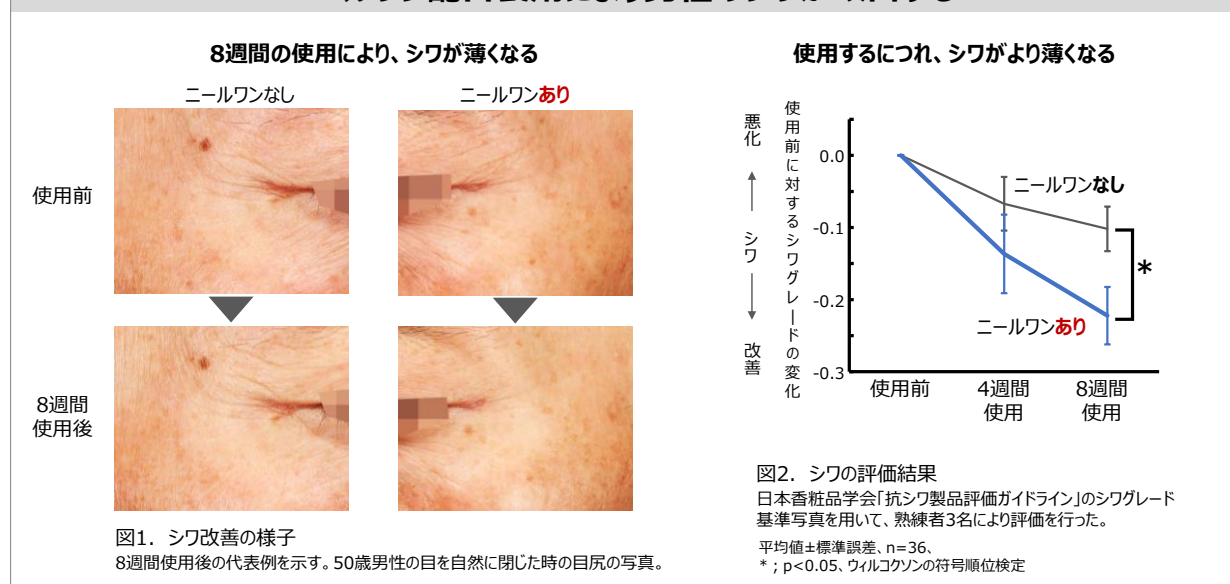 8週間の使用により、シワが薄くなる
ニールワンなし
ニールワンあり
使用前
8週間
使用後
図1. シワ改善の様子
8週間使用後の代表例を示す。50歳男性の目を自然に閉じた時の目尻の写真。
使用するにつれ、シワがより薄くなる
悪化
シワ
改善
使用前に対するシワグレードの変化
0.0
-0.1
-0.2
-0.3
ニールワンなし
ニールワンあり
*
使用前
4週間
使用
8週間
使用
図2. シワの評価結果
日本香粧品学会「抗シワ製品評価ガイドライン」のシワグレード
基準写真を用いて、熟練者3名により評価を行った。
平均値±標準誤差、n=36、
* ; p<0.05、ウィルコクソンの符号順位検定